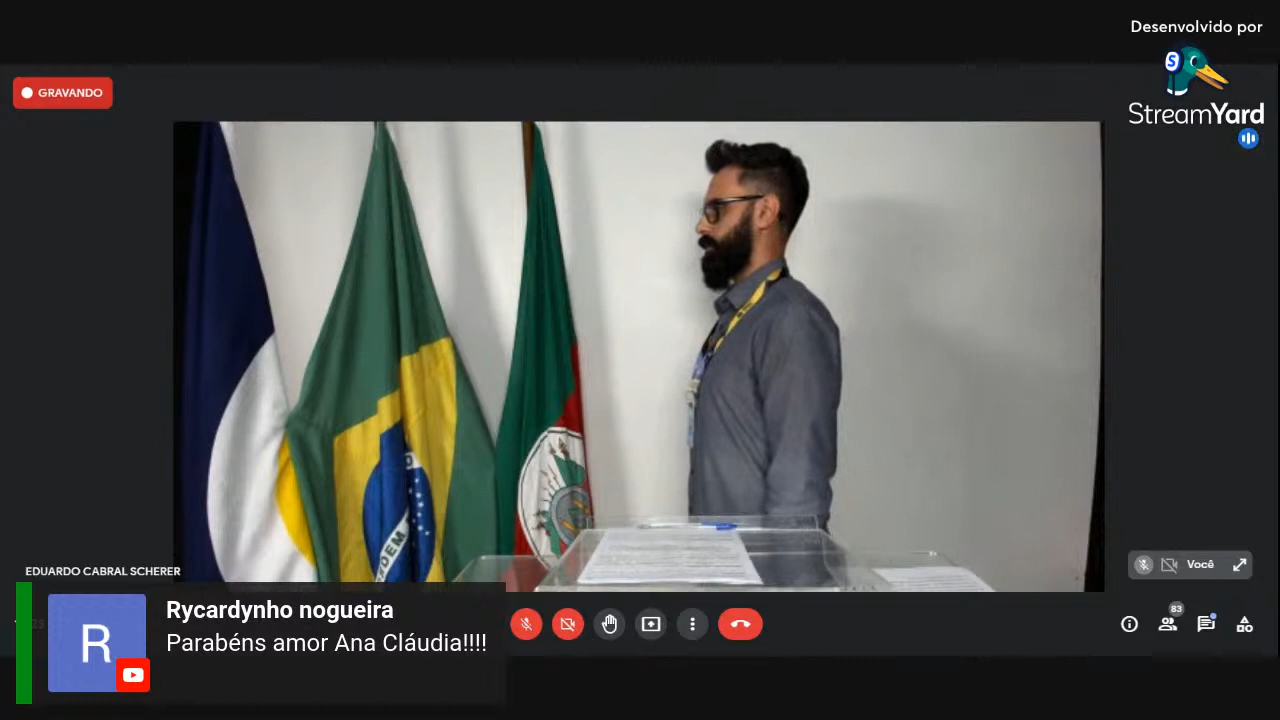 Desenvolvido por
S
StreamYard
GRAVANDO
EDUARDO CABRAL SCHERER
Você
83
R
Rycardynho nogueira
Parabéns amor Ana Cláudia!!!!